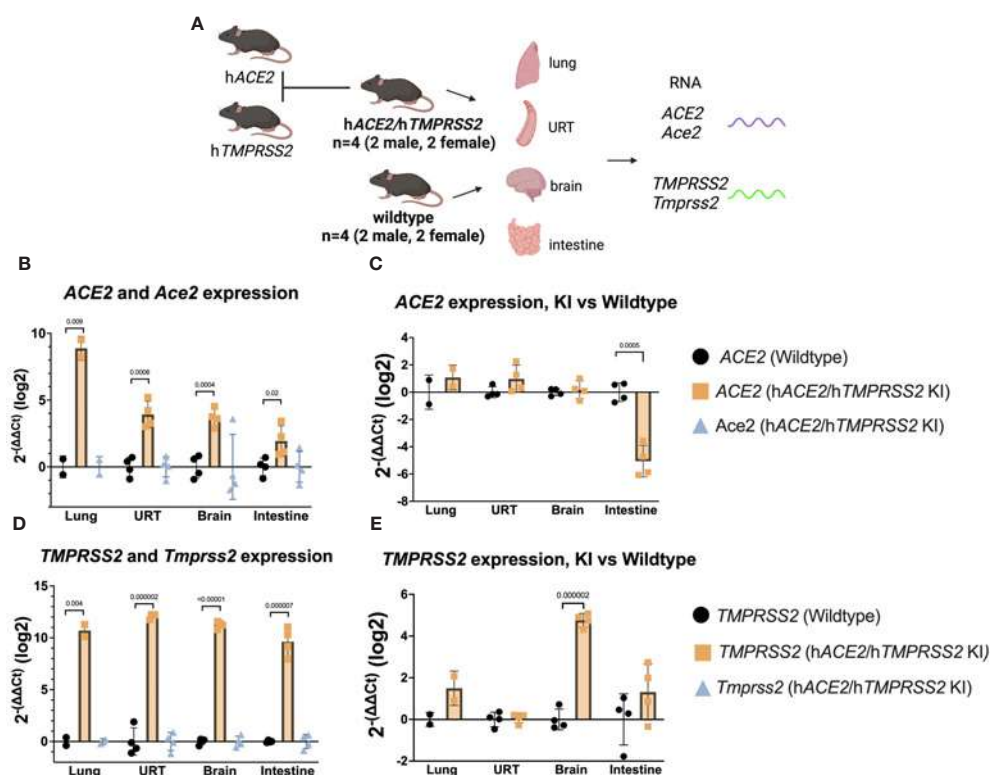 A
hACE2
hTMPRSS2
hACE2/hTMPRSS2
n=4 (2 male, 2 female)
wildtype
n=4 (2 male, 2 female)
lung
URT
brain
intestine
RNA
ACE2
Ace2
TMPRSS2
Tmprss2
B
ACE2 and Ace2 expression
2-(ΔΔCt) (log2)
10
5
0
0.009
0.0006
0.0004
0.02
Lung
URT
Brain
Intestine
C
ACE2 expression, KI vs Wildtype
2-(ΔΔCt) (log2)
4
2
0
-2
-4
-6
-8
0.0005
Lung
URT
Brain
Intestine
ACE2 (Wildtype)
ACE2 (hACE2/hTMPRSS2 KI)
Ace2 (hACE2/hTMPRSS2 KI)
D
TMPRSS2 and Tmprss2 expression
2-(ΔΔCt) (log2)
15
10
5
0
0.004
0.000002
<0.00001
0.000007
Lung
URT
Brain
Intestine
E
TMPRSS2 expression, KI vs Wildtype
2-(ΔΔCt) (log2)
6
4
2
0
-2
0.000002
Lung
URT
Brain
Intestine
TMPRSS2 (Wildtype)
TMPRSS2 (hACE2/hTMPRSS2 KI)
Tmprss2 (hACE2/hTMPRSS2 KI)